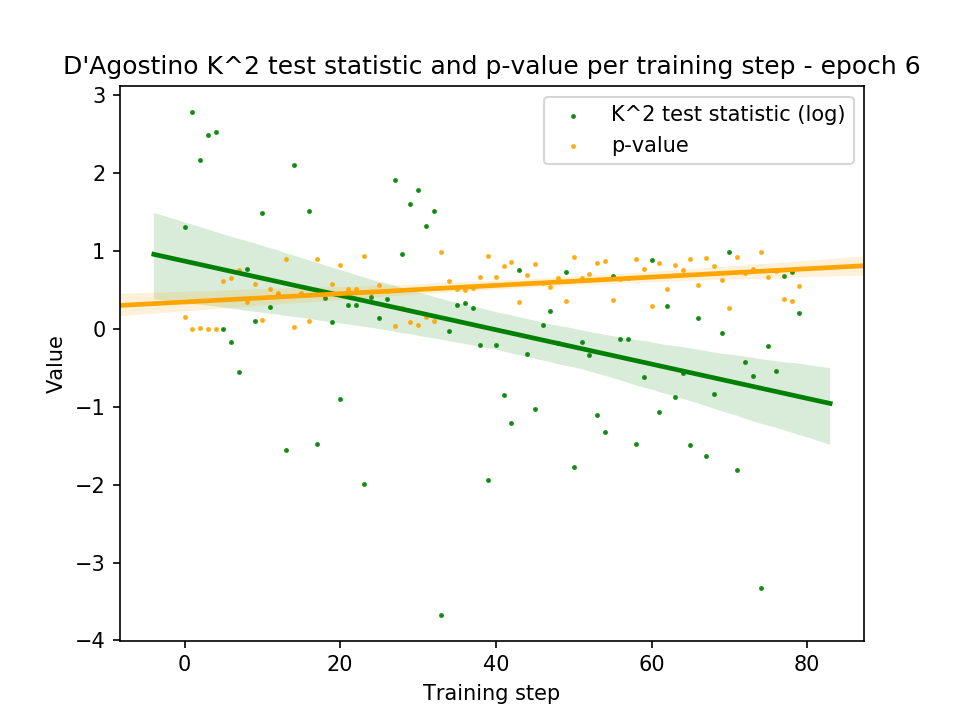 D'Agostino K^2 test statistic and p-value per training step - epoch 6
K^2 test statistic (log)
p-value
Value
3
2
1
0
−1
−2
−3
−4
0 20 40 60 80
Training step